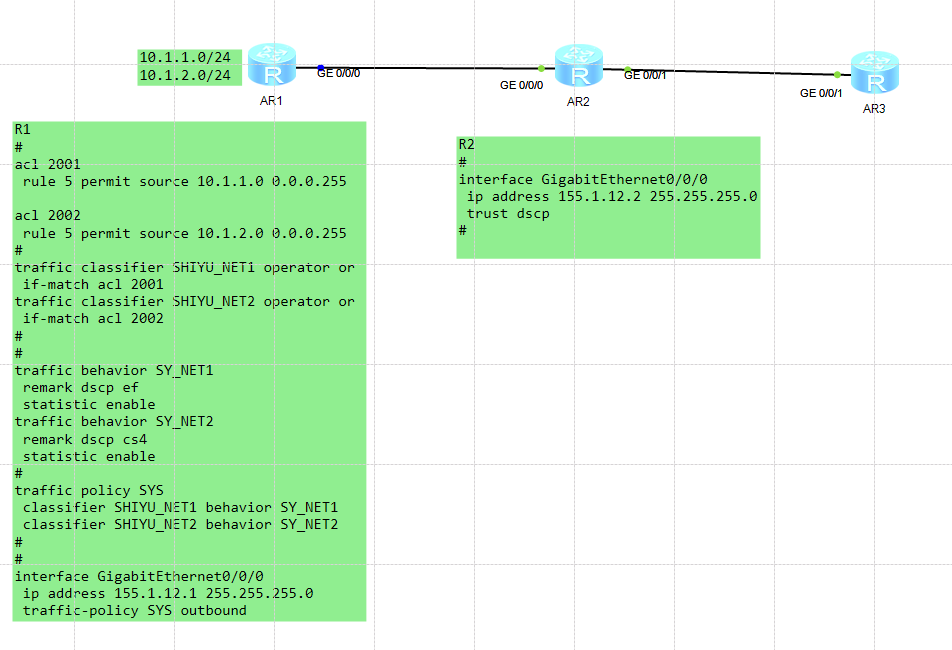 10.1.1.0/24
10.1.2.0/24
GE 0/0/0
AR1
GE 0/0/0
AR2
GE 0/0/1
GE 0/0/1
AR3
R1
#
acl 2001
rule 5 permit source 10.1.1.0 0.0.0.255
acl 2002
rule 5 permit source 10.1.2.0 0.0.0.255
#
traffic classifier SHIYU_NET1 operator or
if-match acl 2001
traffic classifier SHIYU_NET2 operator or
if-match acl 2002
#
#
traffic behavior SY_NET1
remark dscp ef
statistic enable
traffic behavior SY_NET2
remark dscp cs4
statistic enable
#
traffic policy SYS
classifier SHIYU_NET1 behavior SY_NET1
classifier SHIYU_NET2 behavior SY_NET2
#
#
interface GigabitEthernet0/0/0
ip address 155.1.12.1 255.255.255.0
traffic-policy SYS outbound
R2
#
interface GigabitEthernet0/0/0
ip address 155.1.12.2 255.255.255.0
trust dscp
#